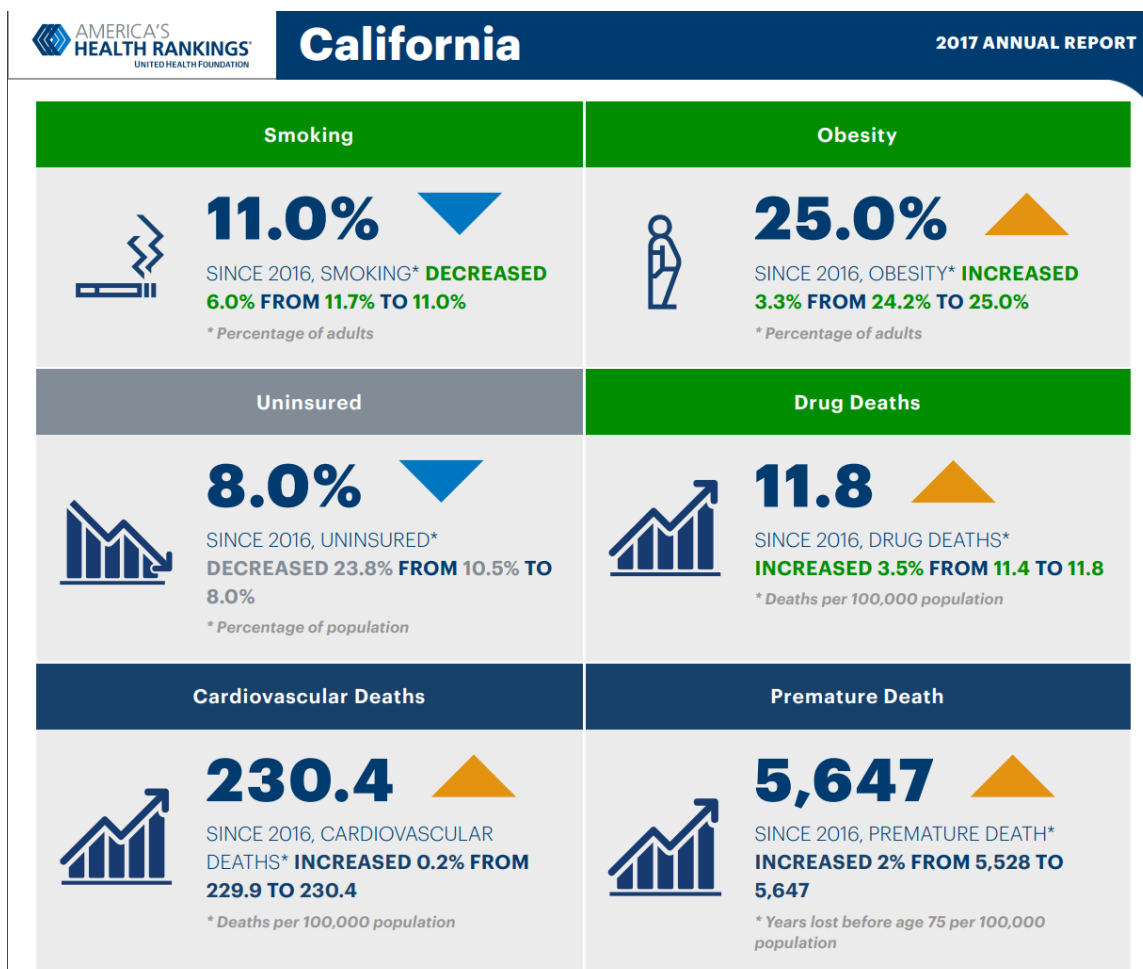 AMERICA'S
HEALTH RANKINGS®
UNITED HEALTH FOUNDATION
California
2017 ANNUAL REPORT
Smoking
11.0%
SINCE 2016, SMOKING* DECREASED
6.0% FROM 11.7% TO 11.0%
* Percentage of adults
Obesity
25.0%
SINCE 2016, OBESITY* INCREASED
3.3% FROM 24.2% TO 25.0%
* Percentage of adults
Uninsured
8.0%
SINCE 2016, UNINSURED*
DECREASED 23.8% FROM 10.5% TO
8.0%
* Percentage of population
Drug Deaths
11.8
SINCE 2016, DRUG DEATHS*
INCREASED 3.5% FROM 11.4 TO 11.8
* Deaths per 100,000 population
Cardiovascular Deaths
230.4
SINCE 2016, CARDIOVASCULAR
DEATHS* INCREASED 0.2% FROM
229.9 TO 230.4
* Deaths per 100,000 population
Premature Death
5,647
SINCE 2016, PREMATURE DEATH*
INCREASED 2% FROM 5,528 TO
5,647
* Years lost before age 75 per 100,000
population